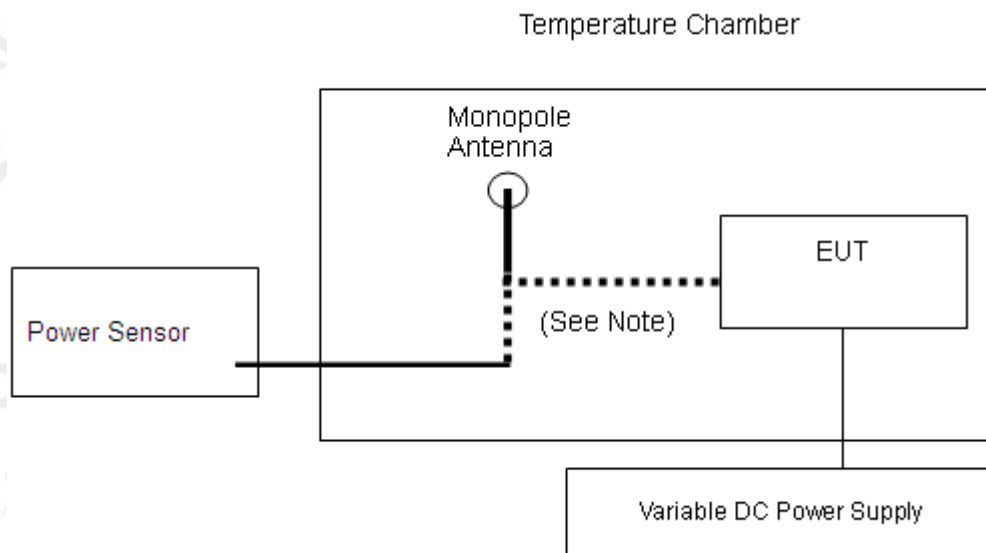 Temperature Chamber
Monopole
Antenna
EUT
(See Note)
Power Sensor
Variable DC Power Supply